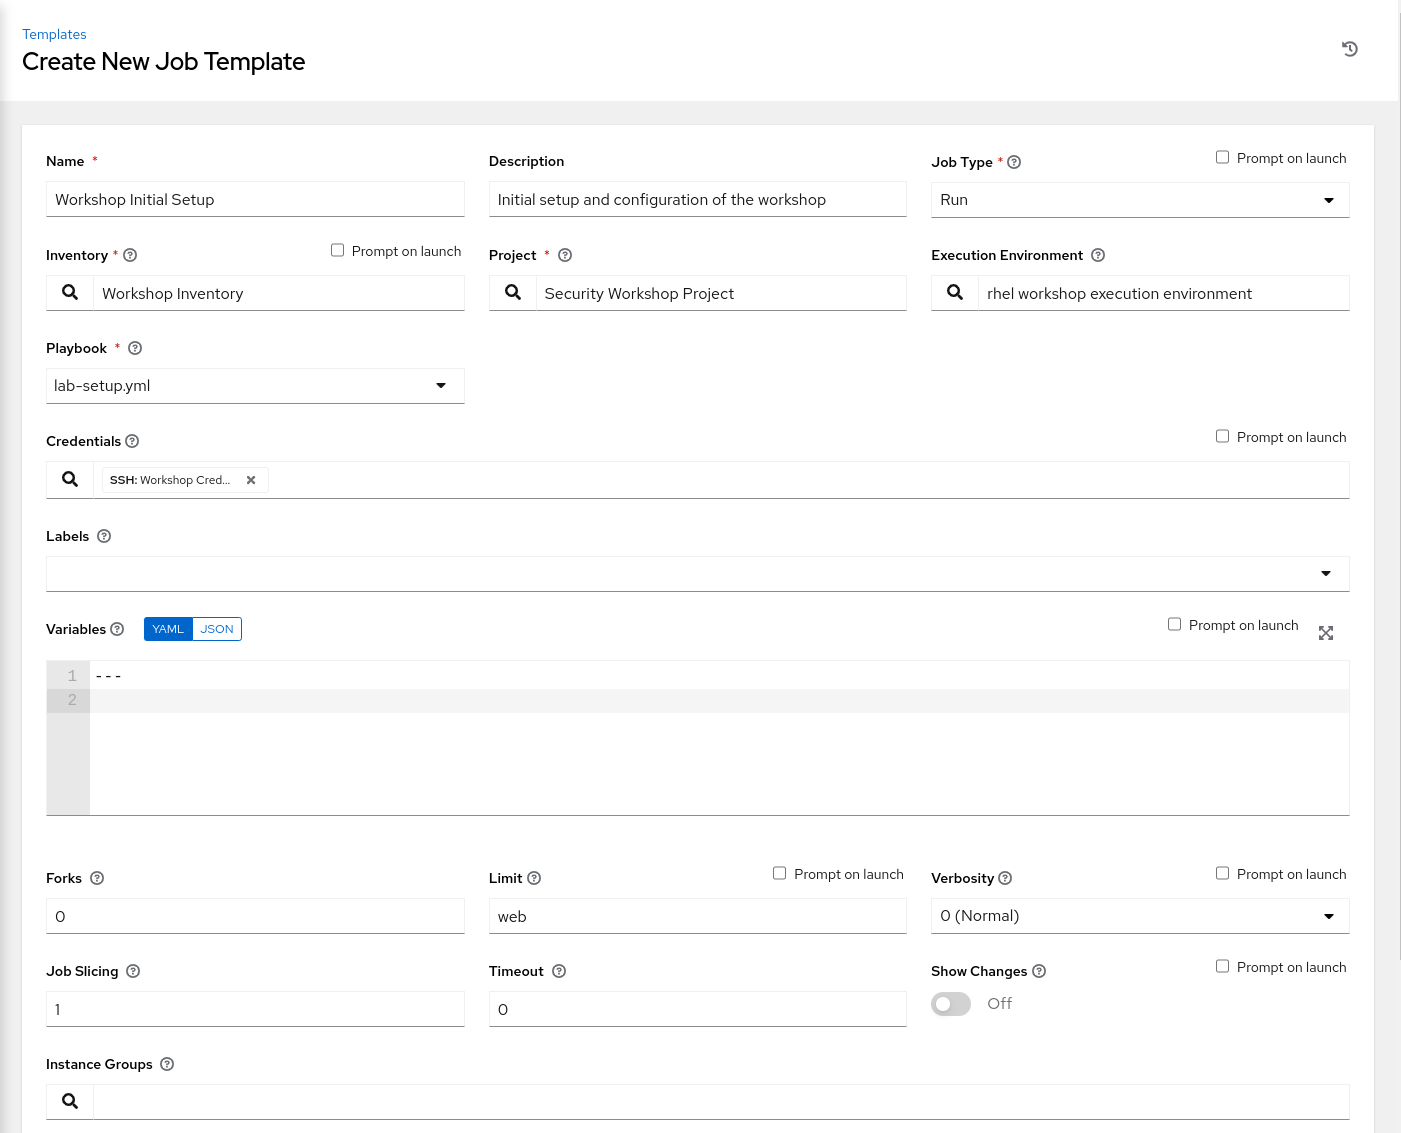 Templates
Create New Job Template
Name *
Workshop Initial Setup
Description
Initial setup and configuration of the workshop
Job Type * Prompt on launch
Run
Inventory * Prompt on launch
Workshop Inventory
Project *
Security Workshop Project
Execution Environment
rhel workshop execution environment
Playbook *
lab-setup.yml
Credentials Prompt on launch
SSH: Workshop Cred...
Labels
Variables YAML JSON Prompt on launch
1 ---
2
Forks
0
Limit Prompt on launch
web
Verbosity Prompt on launch
0 (Normal)
Job Slicing
1
Timeout
0
Show Changes Prompt on launch
Off
Instance Groups